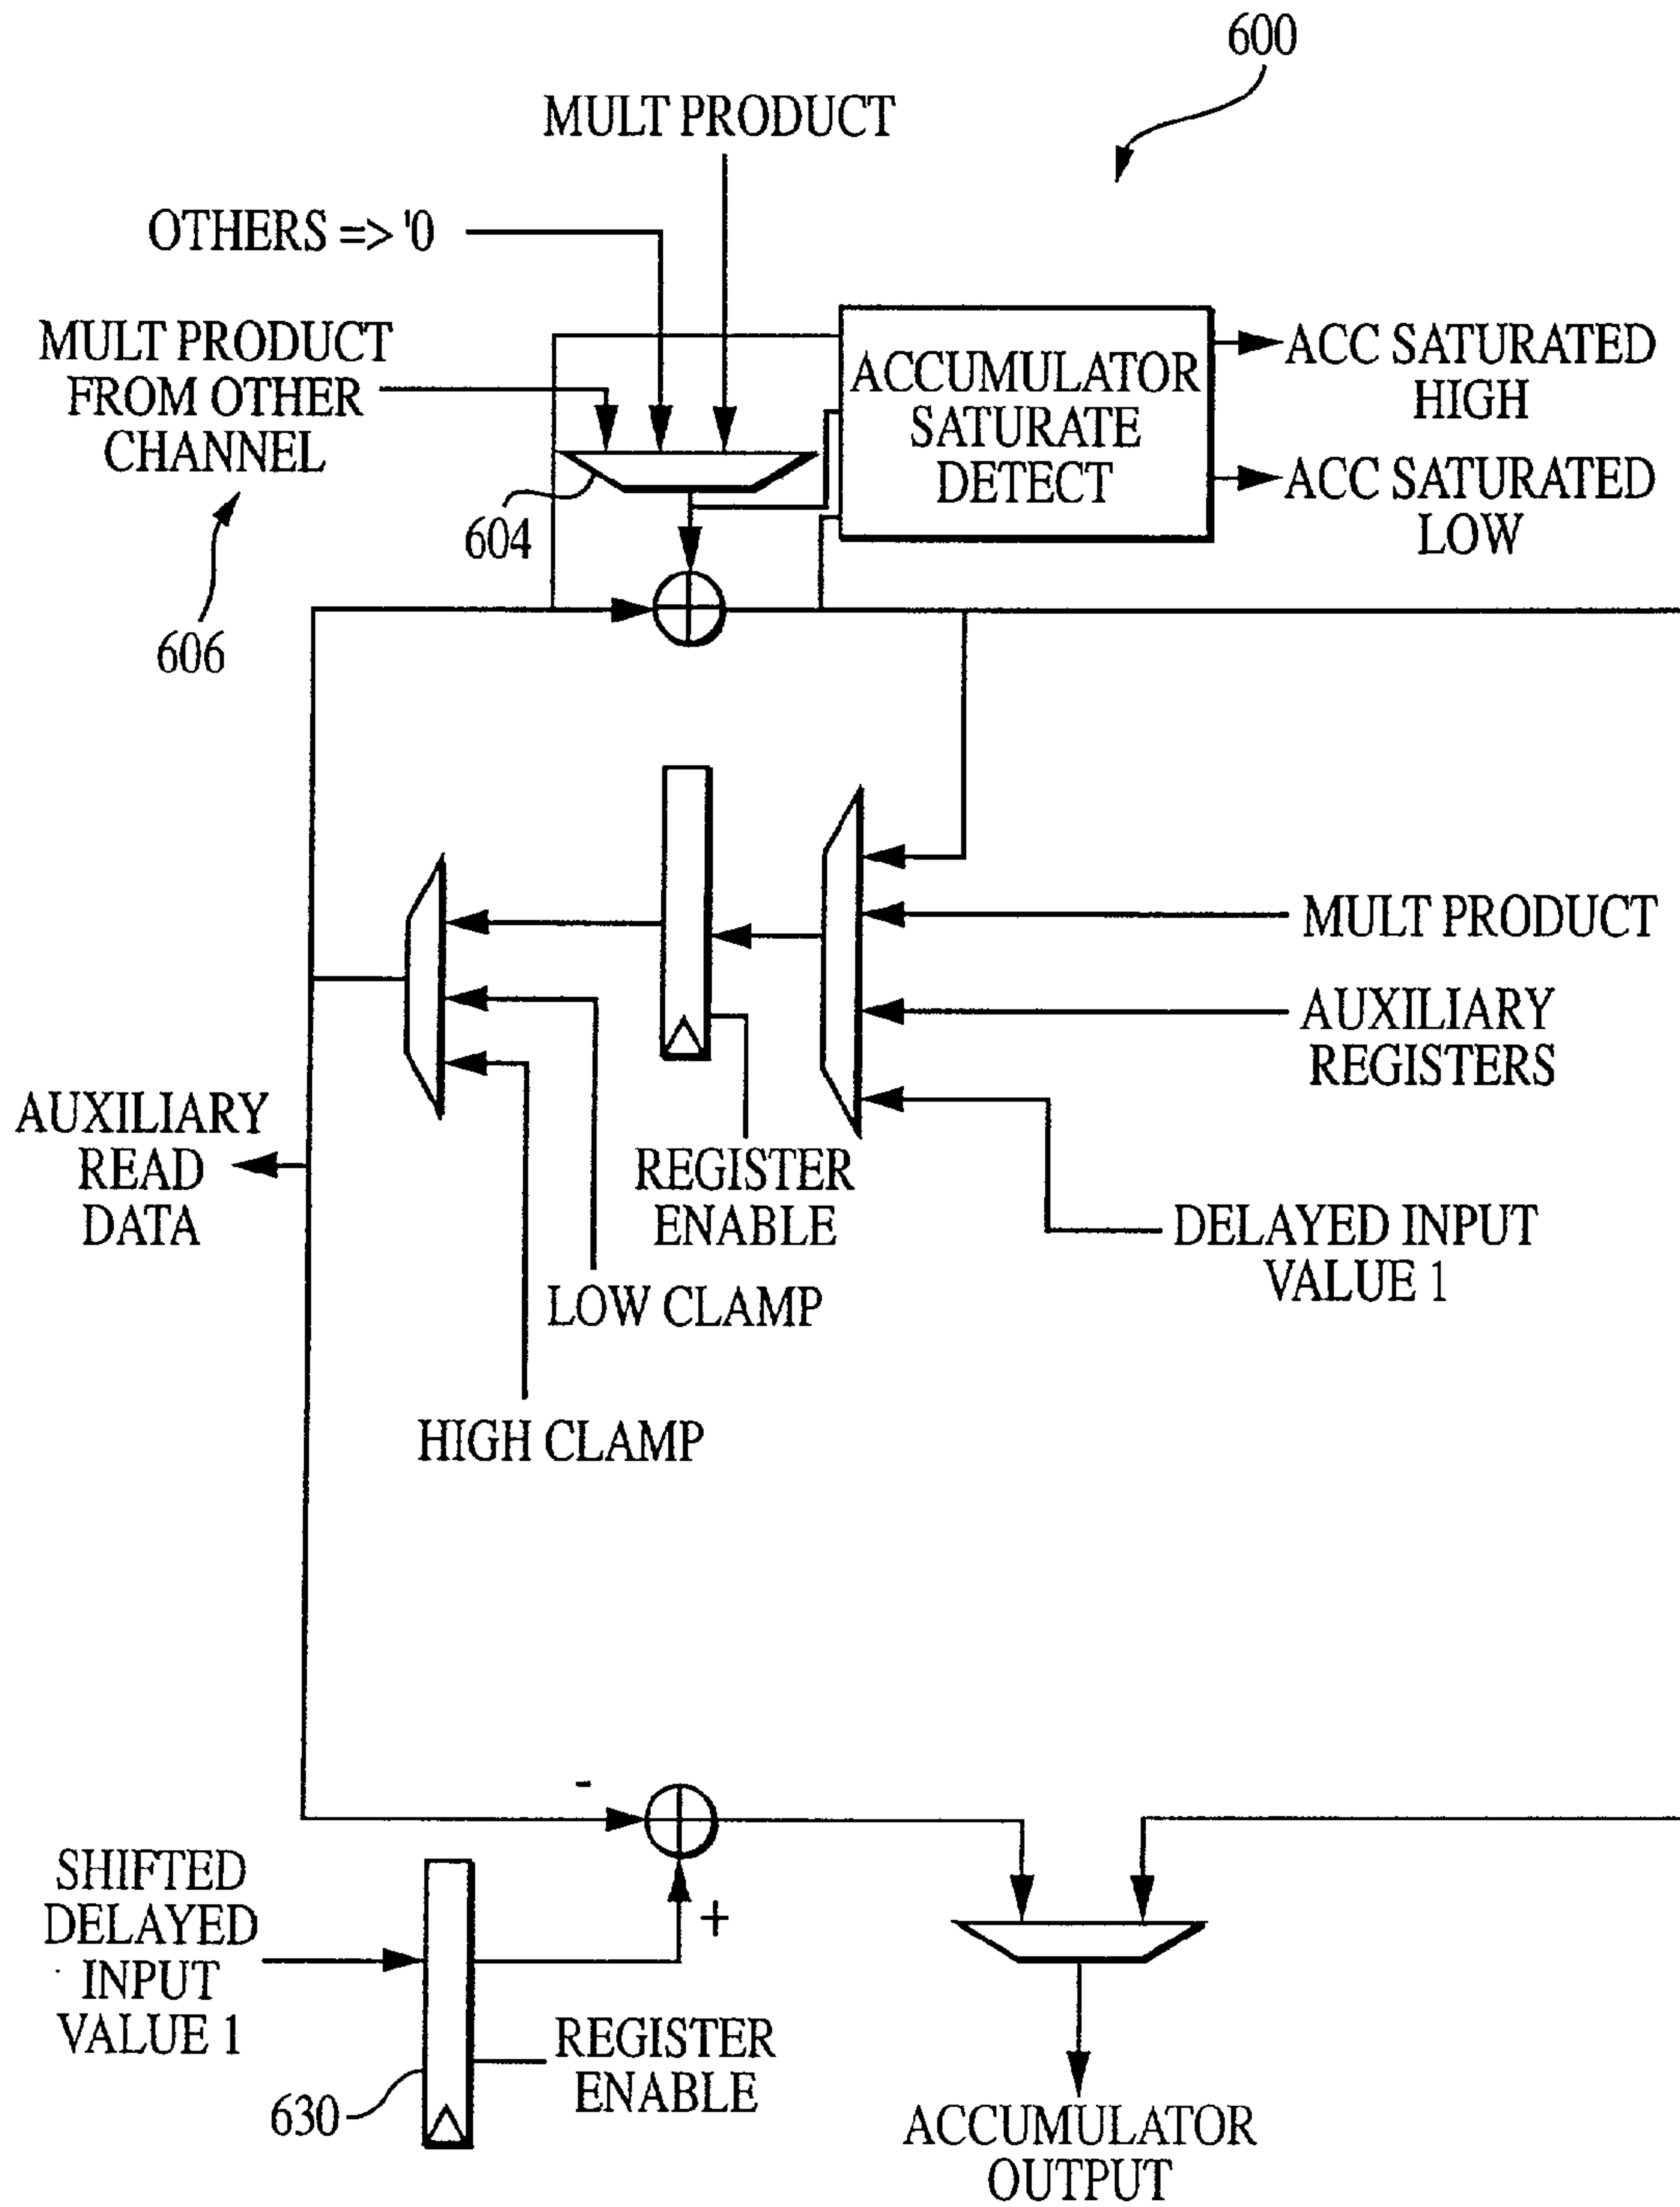 600
MULT PRODUCT
OTHERS => '0
MULT PRODUCT
FROM OTHER
CHANNEL
ACCUMULATOR
SATURATE
DETECT
ACC SATURATED
HIGH
ACC SATURATED
LOW
604
606
MULT PRODUCT
AUXILIARY
REGISTERS
AUXILIARY
READ
DATA
REGISTER
ENABLE
DELAYED INPUT
VALUE 1
LOW CLAMP
HIGH CLAMP
-
+
SHIFTED
DELAYED
INPUT
VALUE 1
REGISTER
ENABLE
630
ACCUMULATOR
OUTPUT